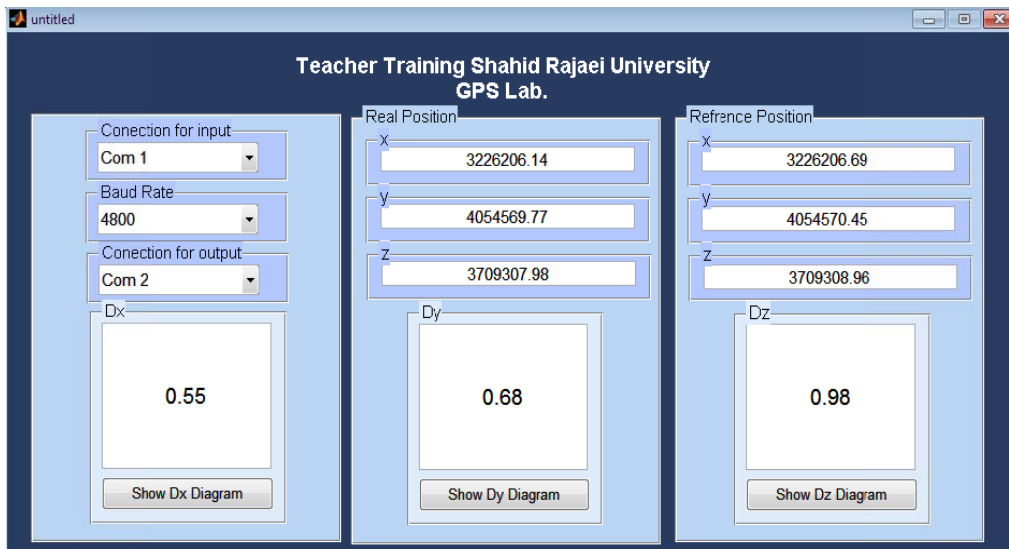 untitled
Teacher Training Shahid Rajaei University
GPS Lab.
Conection for input
Com 1
Baud Rate
4800
Conection for output
Com 2
Dx
0.55
Show Dx Diagram
Real Position
x
3226206.14
y
4054569.77
z
3709307.98
Dy
0.68
Show Dy Diagram
Refrence Position
x
3226206.69
y
4054570.45
z
3709308.96
Dz
0.98
Show Dz Diagram